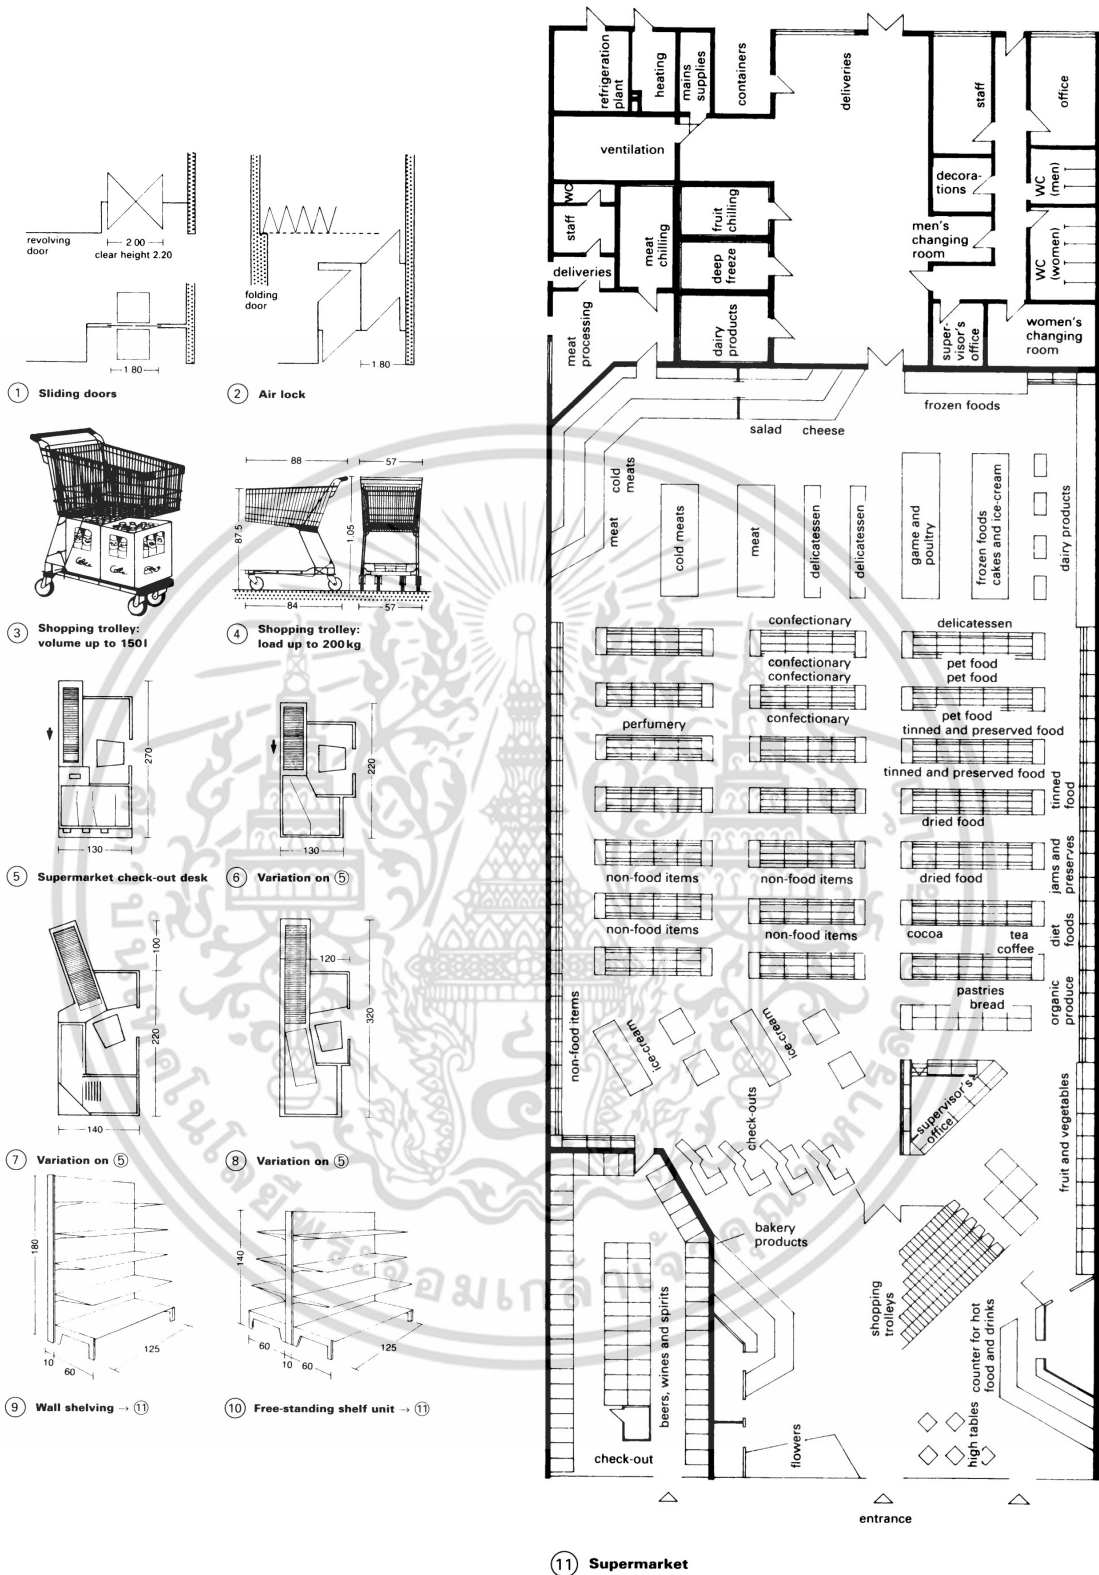 revolving
door
2.00
clear height 2.20
1 80
① Sliding doors
folding
door
1 80
② Air lock
③ Shopping trolley:
volume up to 150 l
88
57
87.5
1.05
84
57
④ Shopping trolley:
load up to 200 kg
270
130
⑤ Supermarket check-out desk
220
130
⑥ Variation on ⑤
100
220
140
⑦ Variation on ⑤
120
320
⑧ Variation on ⑤
180
10
60
125
⑨ Wall shelving → ⑪
140
60
10
60
125
⑩ Free-standing shelf unit → ⑪
refrigeration
plant
heating
mains
supplies
containers
deliveries
staff
office
ventilation
WC
staff
deliveries
meat
chilling
fruit
chilling
deep
freeze
dairy
products
meat
processing
decora-
tions
WC
(men)
men's
changing
room
WC
(women)
super-
visor's
office
women's
changing
room
frozen foods
salad
cheese
cold
meats
meat
cold meats
meat
delicatessen
delicatessen
game and
poultry
frozen foods
cakes and ice-cream
dairy products
confectionary
delicatessen
confectionary
pet food
confectionary
pet food
perfumery
confectionary
pet food
tinned and preserved food
tinned and preserved food
tinned
food
dried food
jams and
preserves
non-food items
non-food items
dried food
non-food items
non-food items
cocoa
tea
coffee
diet
foods
pastries
bread
organic
produce
non-food items
ice-cream
ice-cream
check-outs
supervisor's
office
fruit and vegetables
bakery
products
shopping
trolleys
counter for hot
food and drinks
beers, wines and spirits
high tables
check-out
flowers
entrance
⑪ Supermarket